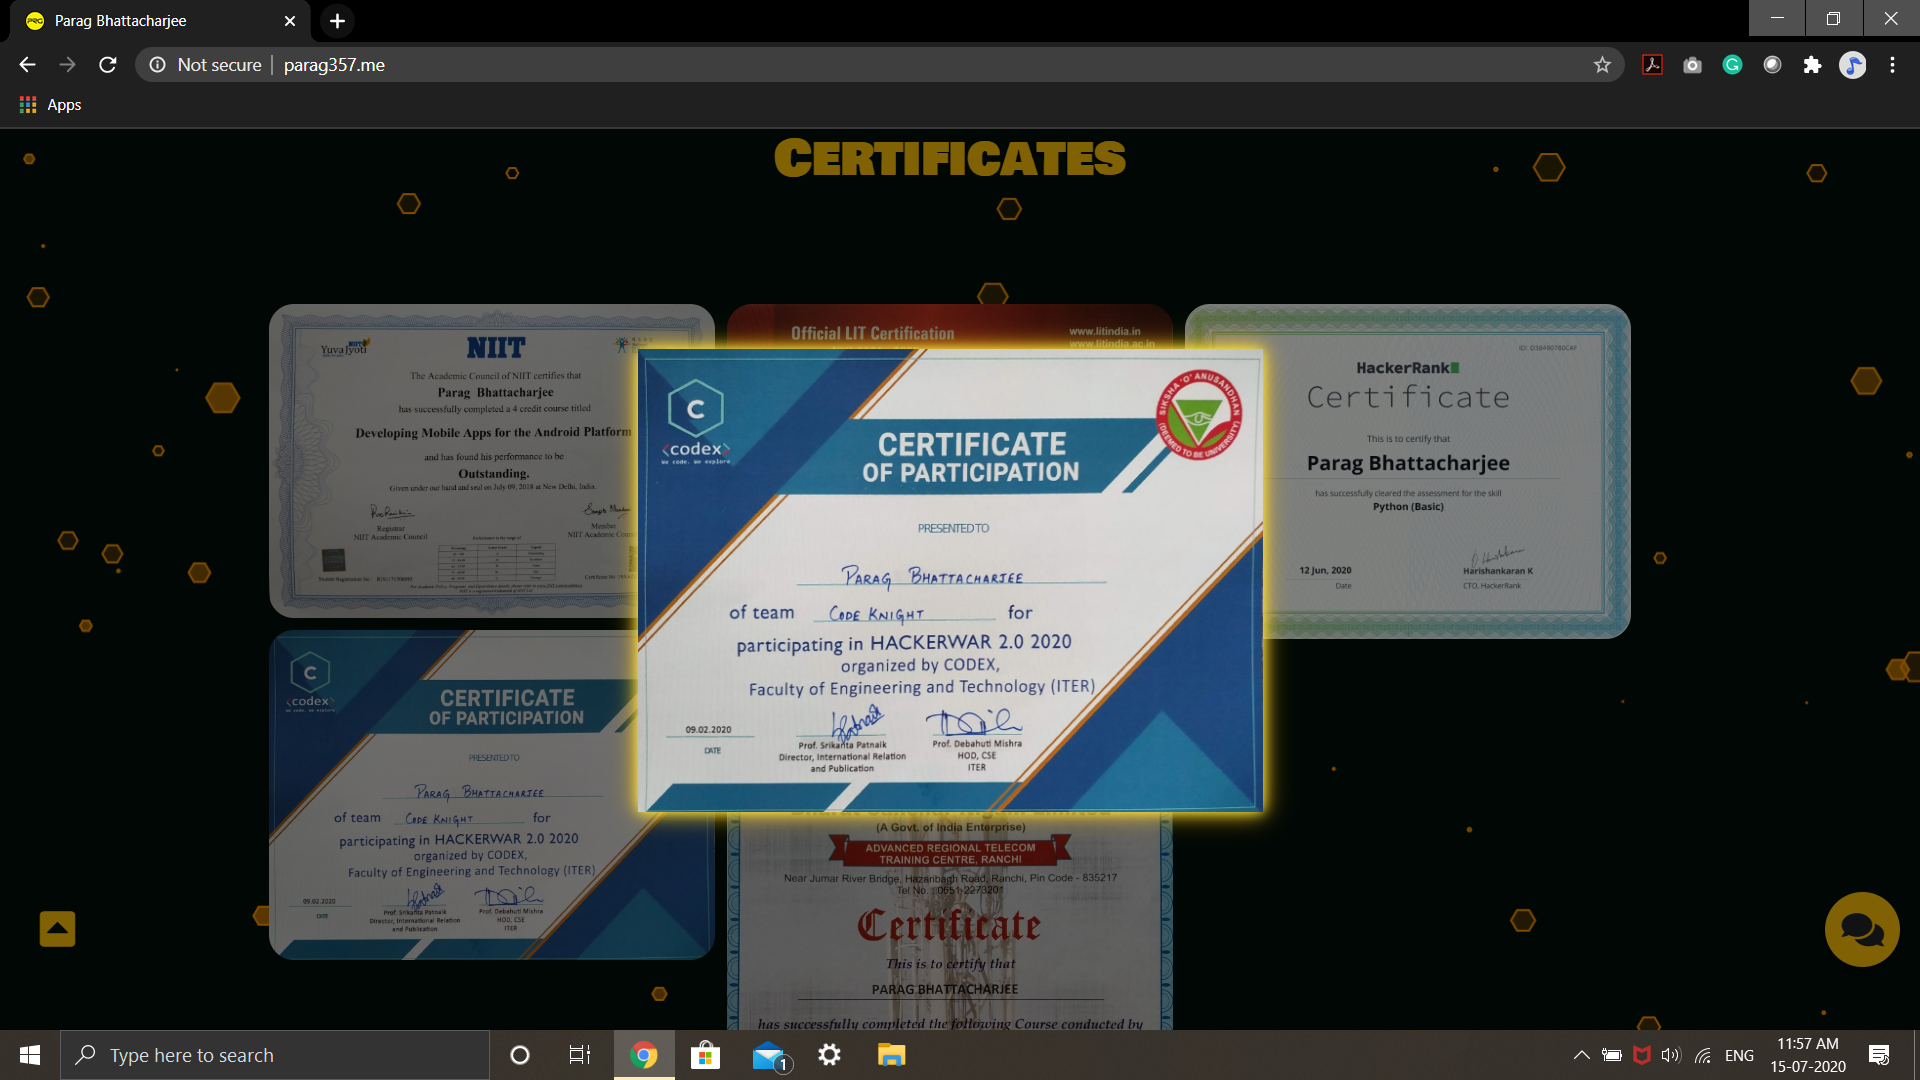 PRG Parag Bhattacharjee
Not secure | parag357.me
Apps
CERTIFICATES
Yuva Jyoti
NIIT
The Academic Council of NIIT certifies that
Parag Bhattacharjee
has successfully completed a 4 credit course titled
Developing Mobile Apps for the Android Platform
and has found his performance to be
Outstanding.
Given under our hand and seal on July 09, 2018 at New Delhi, India.
Registrar
NIIT Academic Council
Member
NIIT Academic
Official LIT Certification
www.litindia.in
www.litindia.ac.in
HackerRank
Certificate
This is to certify that
Parag Bhattacharjee
has successfully cleared the assessment for the skill
Python (Basic)
12 Jun, 2020
Date
Harishankaran K
CTO, HackerRank
C
<codex>
We code. We explore
SIKSHA 'O' ANUSANDHAN
(DEEMED TO BE UNIVERSITY)
CERTIFICATE
OF PARTICIPATION
PRESENTED TO
PARAG BHATTACHARJEE
of team CODE KNIGHT for
participating in HACKERWAR 2.0 2020
organized by CODEX,
Faculty of Engineering and Technology (ITER)
09.02.2020
DATE
Prof. Srikanta Patnaik
Director, International Relation
and Publication
Prof. Debahuti Mishra
HOD, CSE
ITER
C
<codex>
We code. We explore
CERTIFICATE
OF PARTICIPATION
PRESENTED TO
PARAG BHATTACHARJEE
of team CODE KNIGHT for
participating in HACKERWAR 2.0 2020
organized by CODEX,
Faculty of Engineering and Technology (ITER)
09.02.2020
DATE
Prof. Srikanta Patnaik
Director, International Relation
and Publication
Prof. Debahuti Mishra
HOD, CSE
ITER
(A Govt. of India Enterprise)
ADVANCED REGIONAL TELECOM
TRAINING CENTRE, RANCHI
Near Jumar River Bridge, Hazaribagh Road, Ranchi, Pin Code - 835217
Tel No. : 0651-2273201
Certificate
This is to certify that
PARAG BHATTACHARJEE
has successfully completed the following Course conducted by
Type here to search
1
ENG
11:57 AM
15-07-2020